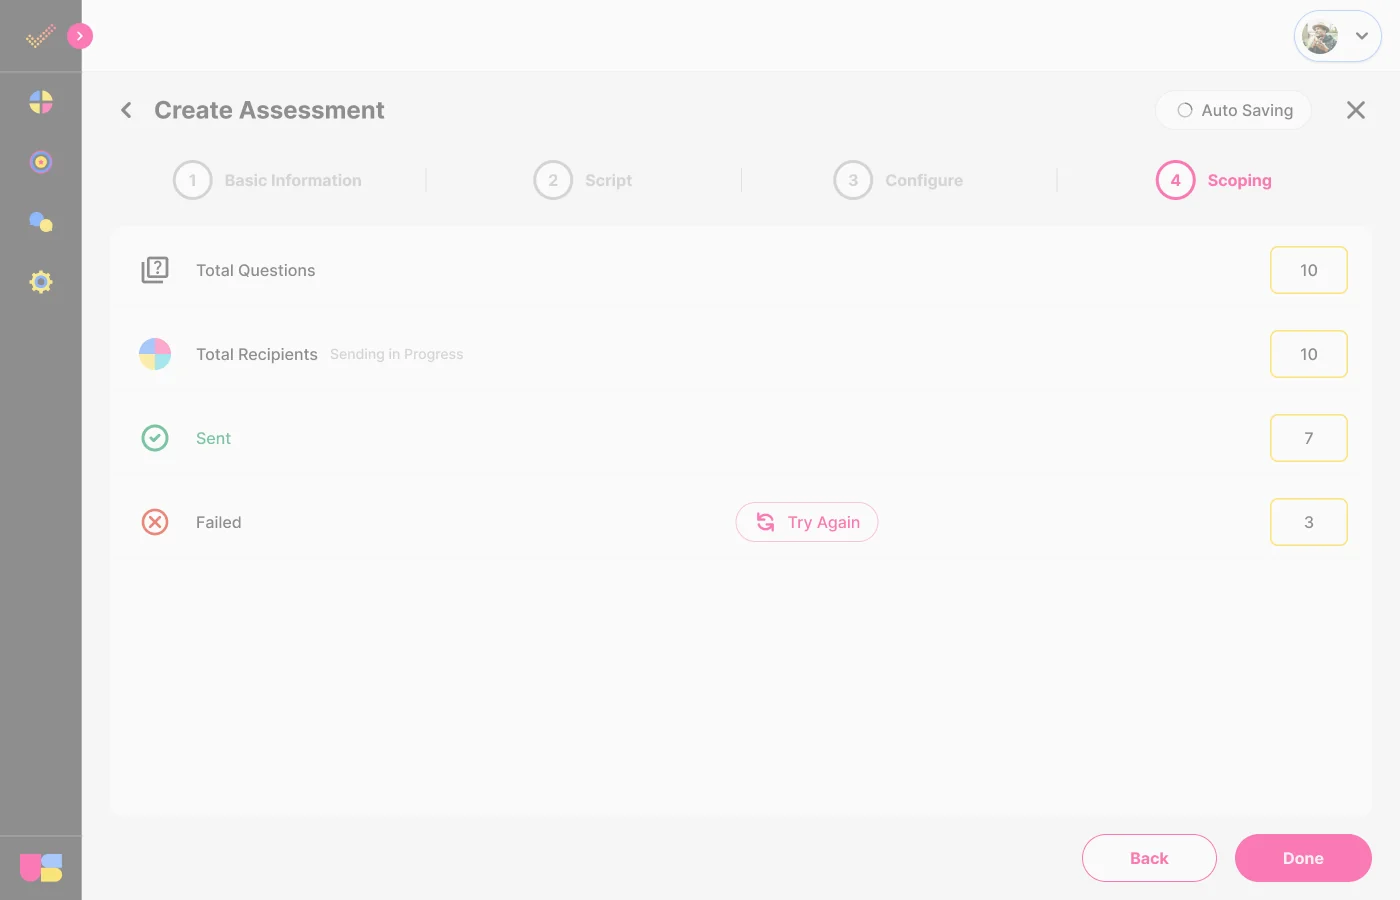 Create Assessment
Auto Saving
1 Basic Information
2 Script
3 Configure
4 Scoping
Total Questions
10
Total Recipients Sending in Progress
10
Sent
7
Failed
Try Again
3
Back
Done